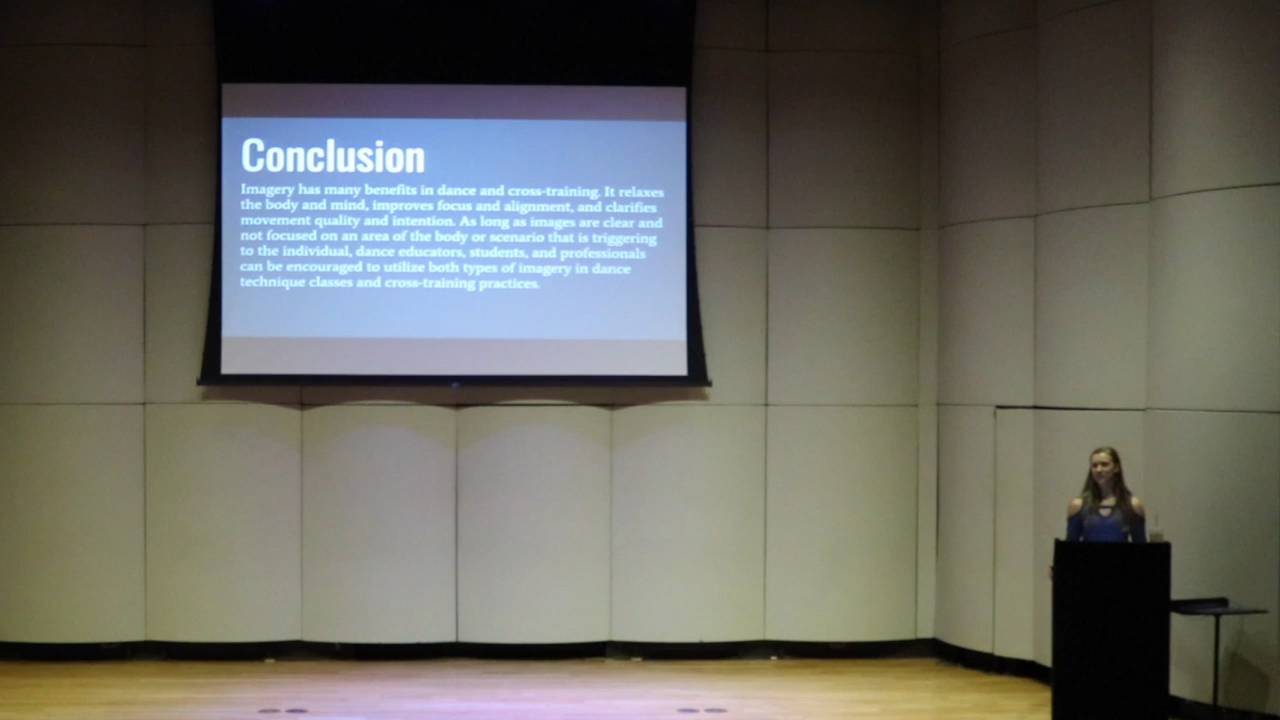 Conclusion
Imagery has many benefits in dance and cross-training. It relaxes
the body and mind, improves focus and alignment, and clarifies
movement quality and intention. As long as images are clear and
not focused on an area of the body or scenario that is triggering
to the individual, dance educators, students, and professionals
can be encouraged to utilize both types of imagery in dance
technique classes and cross-training practices.